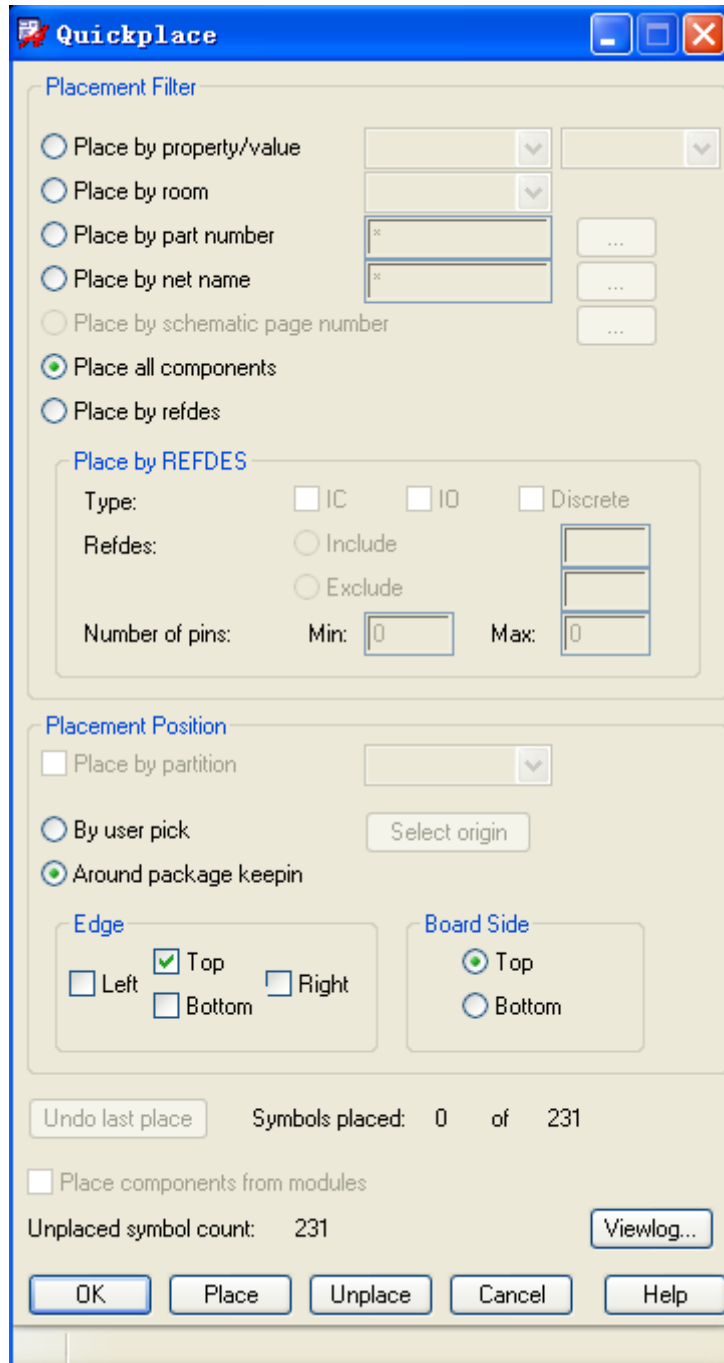 Quickplace
Placement Filter
Place by property/value
Place by room
Place by part number * ...
Place by net name * ...
Place by schematic page number ...
Place all components
Place by refdes
Place by REFDES
Type: IC IO Discrete
Refdes: Include
Exclude
Number of pins: Min: 0 Max: 0
Placement Position
Place by partition
By user pick Select origin
Around package keepin
Edge Board Side
Top Top
Left Right
Bottom Bottom
Undo last place Symbols placed: 0 of 231
Place components from modules
Unplaced symbol count: 231 Viewlog...
OK Place Unplace Cancel Help